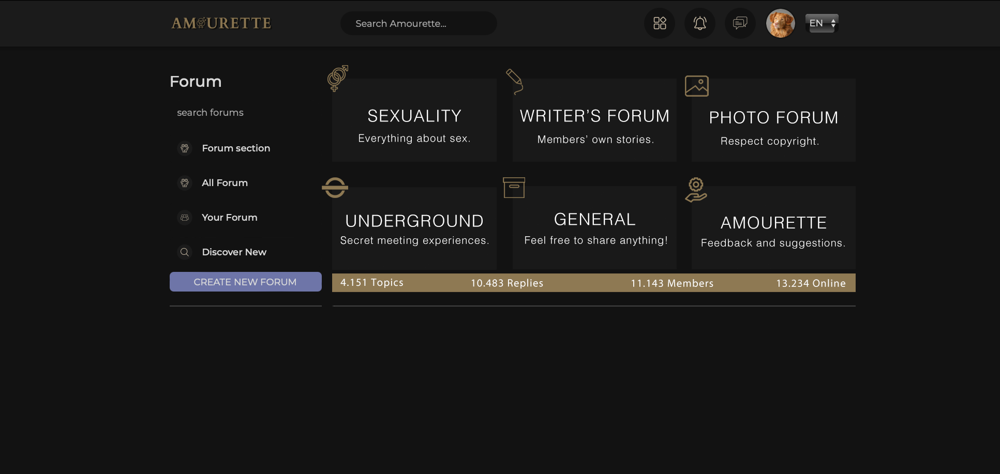 AMOURETTE
Search Amourette...
EN
Forum
search forums
Forum section
All Forum
Your Forum
Discover New
CREATE NEW FORUM
SEXUALITY
Everything about sex.
WRITER’S FORUM
Members’ own stories.
PHOTO FORUM
Respect copyright.
UNDERGROUND
Secret meeting experiences.
GENERAL
Feel free to share anything!
AMOURETTE
Feedback and suggestions.
4.151 Topics
10.483 Replies
11.143 Members
13.234 Online